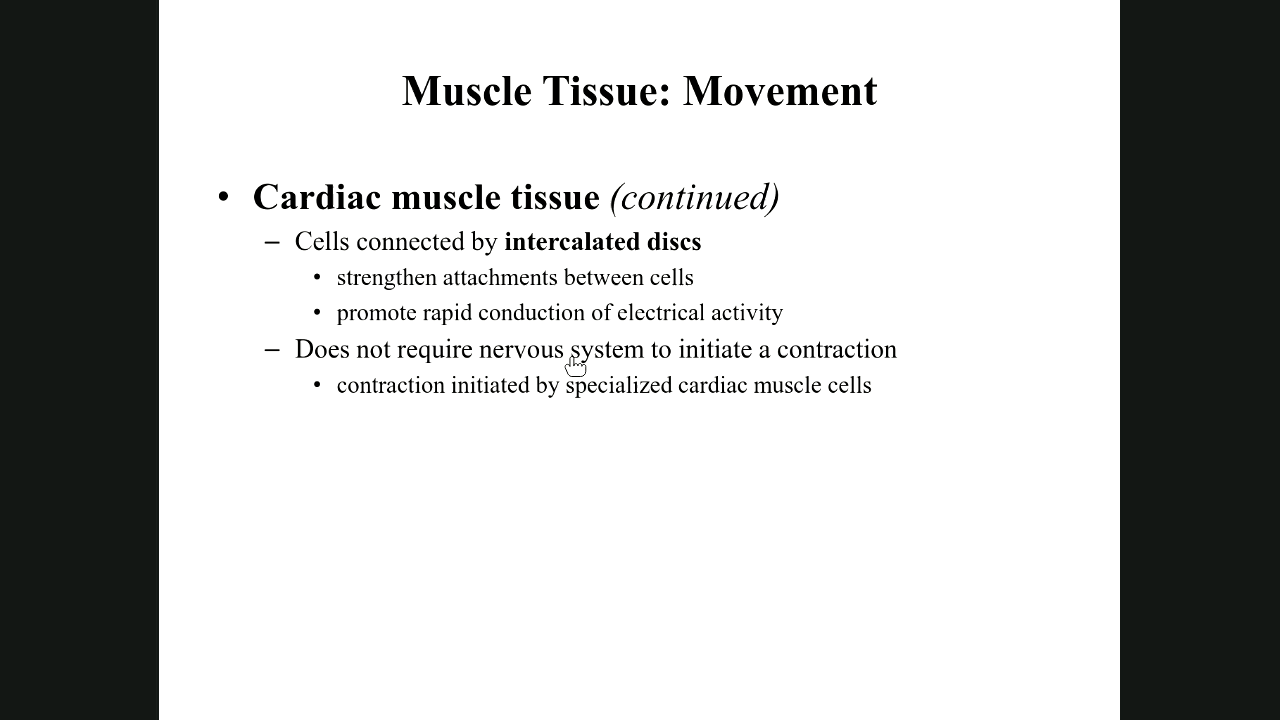 Muscle Tissue: Movement
• Cardiac muscle tissue (continued)
– Cells connected by intercalated discs
• strengthen attachments between cells
• promote rapid conduction of electrical activity
– Does not require nervous system to initiate a contraction
• contraction initiated by specialized cardiac muscle cells